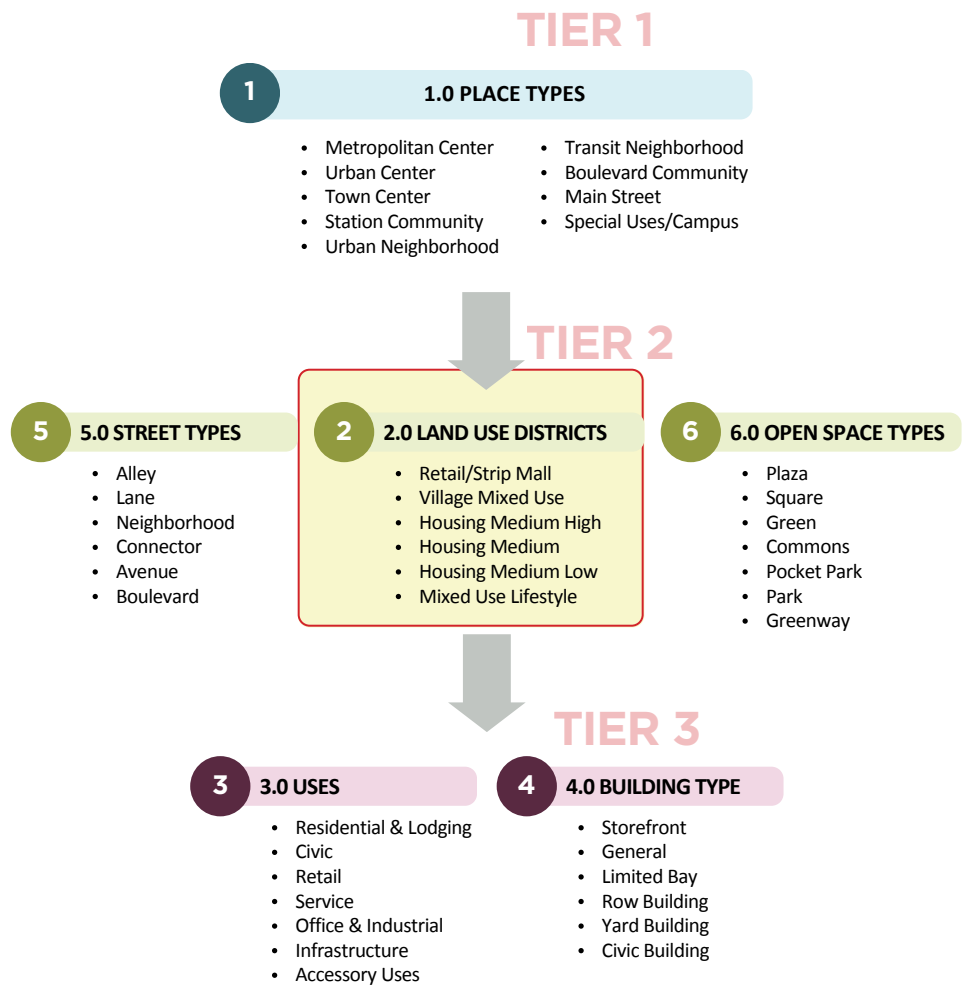 TIER 1
1
1.0 PLACE TYPES
• Metropolitan Center
• Urban Center
• Town Center
• Station Community
• Urban Neighborhood
• Transit Neighborhood
• Boulevard Community
• Main Street
• Special Uses/Campus
TIER 2
5
5.0 STREET TYPES
• Alley
• Lane
• Neighborhood
• Connector
• Avenue
• Boulevard
2
2.0 LAND USE DISTRICTS
• Retail/Strip Mall
• Village Mixed Use
• Housing Medium High
• Housing Medium
• Housing Medium Low
• Mixed Use Lifestyle
6
6.0 OPEN SPACE TYPES
• Plaza
• Square
• Green
• Commons
• Pocket Park
• Park
• Greenway
TIER 3
3
3.0 USES
• Residential & Lodging
• Civic
• Retail
• Service
• Office & Industrial
• Infrastructure
• Accessory Uses
4
4.0 BUILDING TYPE
• Storefront
• General
• Limited Bay
• Row Building
• Yard Building
• Civic Building